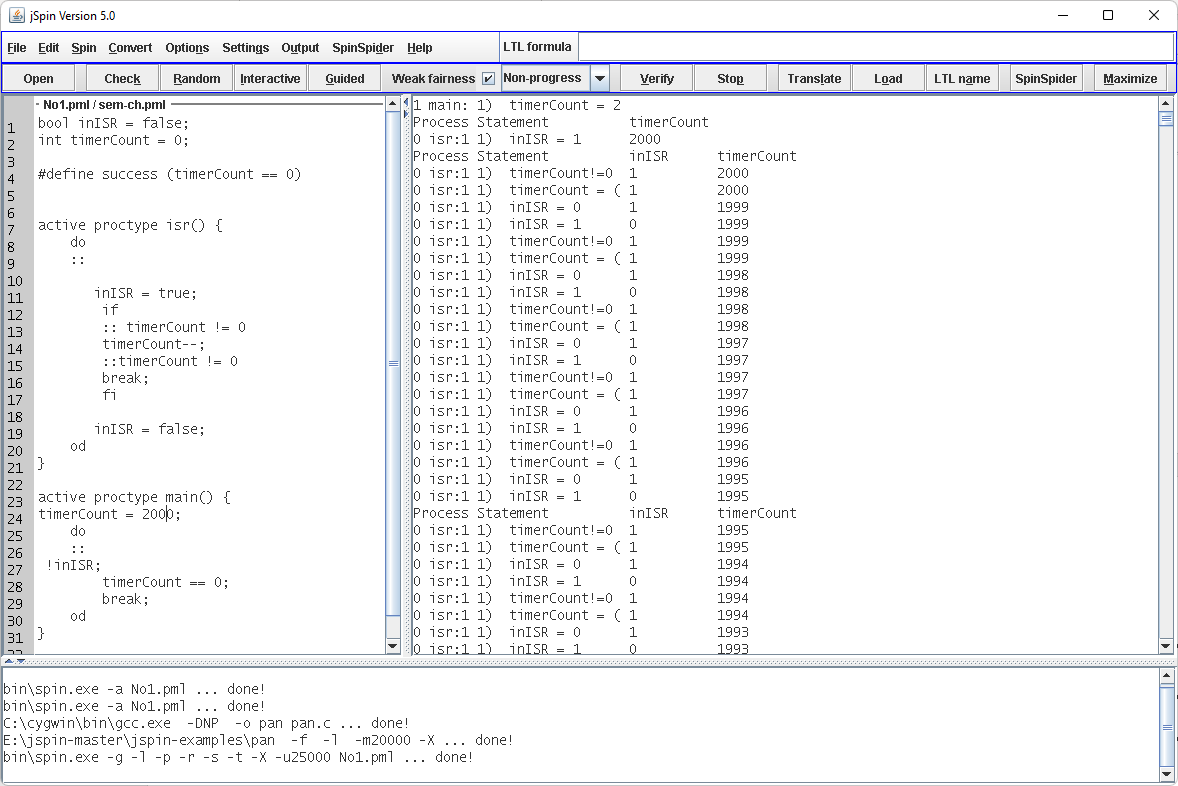 jSpin Version 5.0
File Edit Spin Convert Options Settings Output SpinSpider Help LTL formula
Open Check Random Interactive Guided Weak fairness Non-progress Verify Stop Translate Load LTL name SpinSpider Maximize
No1.pml / sem-ch.pml
1 bool inISR = false;
2 int timerCount = 0;
3
4 #define success (timerCount == 0)
5
6
7 active proctype isr() {
8 do
9 ::
10
11 inISR = true;
12 if
13 :: timerCount != 0
14 timerCount--;
15 ::timerCount != 0
16 break;
17 fi
18
19 inISR = false;
20 od
21 }
22
23 active proctype main() {
24 timerCount = 2000;
25 do
26 ::
27 !inISR;
28 timerCount == 0;
29 break;
30 od
31 }
1 main: 1) timerCount = 2
Process Statement timerCount
0 isr:1 1) inISR = 1 2000
Process Statement inISR timerCount
0 isr:1 1) timerCount!=0 1 2000
0 isr:1 1) timerCount = ( 1 2000
0 isr:1 1) inISR = 0 1 1999
0 isr:1 1) inISR = 1 0 1999
0 isr:1 1) timerCount!=0 1 1999
0 isr:1 1) timerCount = ( 1 1999
0 isr:1 1) inISR = 0 1 1998
0 isr:1 1) inISR = 1 0 1998
0 isr:1 1) timerCount!=0 1 1998
0 isr:1 1) timerCount = ( 1 1998
0 isr:1 1) inISR = 0 1 1997
0 isr:1 1) inISR = 1 0 1997
0 isr:1 1) timerCount!=0 1 1997
0 isr:1 1) timerCount = ( 1 1997
0 isr:1 1) inISR = 0 1 1996
0 isr:1 1) inISR = 1 0 1996
0 isr:1 1) timerCount!=0 1 1996
0 isr:1 1) timerCount = ( 1 1996
0 isr:1 1) inISR = 0 1 1995
0 isr:1 1) inISR = 1 0 1995
Process Statement inISR timerCount
0 isr:1 1) timerCount!=0 1 1995
0 isr:1 1) timerCount = ( 1 1995
0 isr:1 1) inISR = 0 1 1994
0 isr:1 1) inISR = 1 0 1994
0 isr:1 1) timerCount!=0 1 1994
0 isr:1 1) timerCount = ( 1 1994
0 isr:1 1) inISR = 0 1 1993
0 isr:1 1) inISR = 1 0 1993
bin\spin.exe -a No1.pml ... done!
bin\spin.exe -a No1.pml ... done!
C:\cygwin\bin\gcc.exe -DNP -o pan pan.c ... done!
E:\jspin-master\jspin-examples\pan -f -l -m20000 -X ... done!
bin\spin.exe -g -l -p -r -s -t -X -u25000 No1.pml ... done!